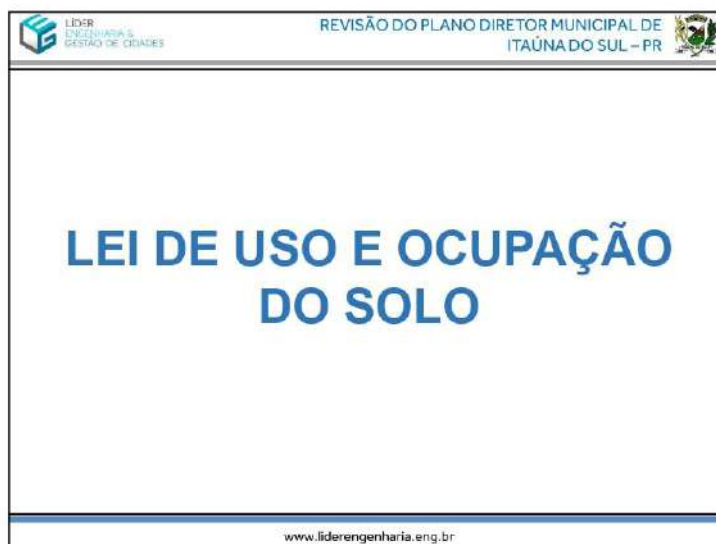 LÍDER
ENGENHARIA &
GESTÃO DE CIDADES
REVISÃO DO PLANO DIRETOR MUNICIPAL DE
ITAÚNA DO SUL – PR
LEI DE USO E OCUPAÇÃO
DO SOLO
www.liderengenharia.eng.br